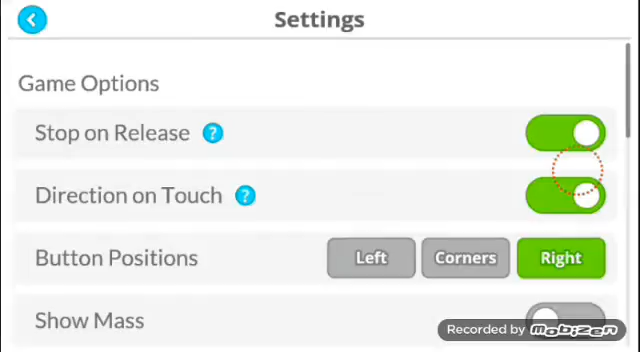 Settings
Game Options
Stop on Release ?
Direction on Touch ?
Button Positions Left Corners Right
Show Mass
Recorded by Mobizen